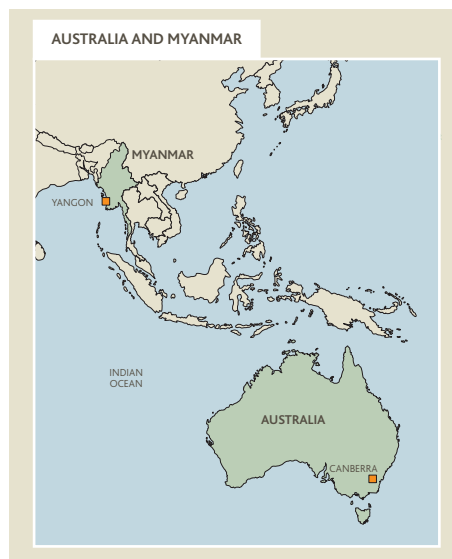 AUSTRALIA AND MYANMAR
MYANMAR
YANGON
INDIAN
OCEAN
AUSTRALIA
CANBERRA